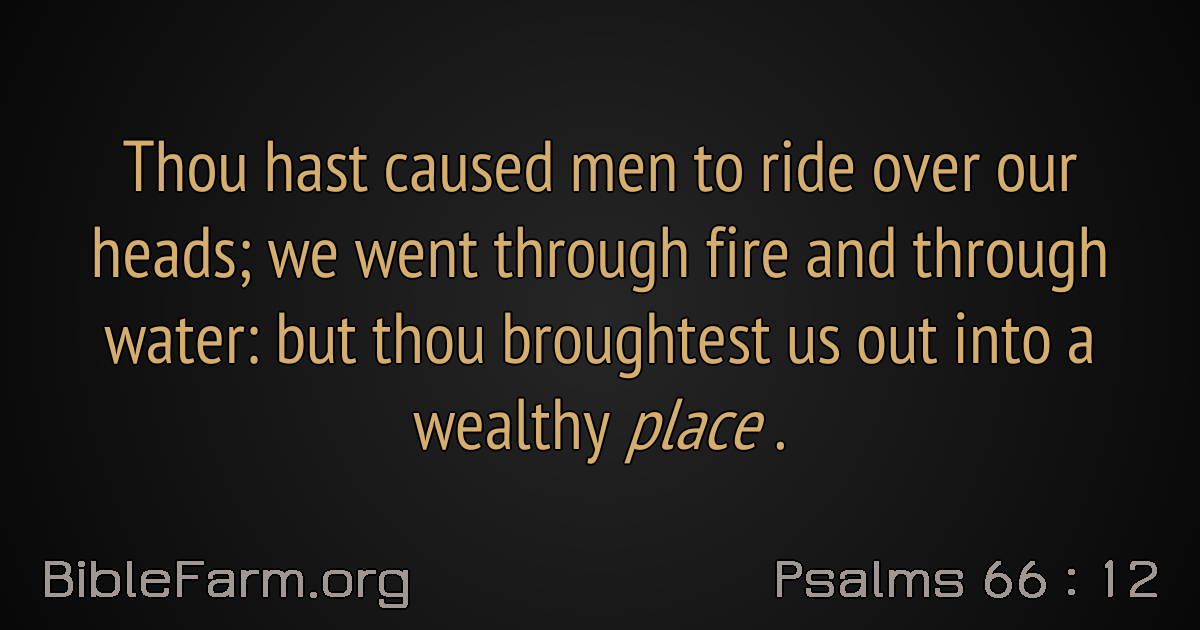 Thou hast caused men to ride over our
heads; we went through fire and through
water: but thou broughtest us out into a
wealthy place .
BibleFarm.org
Psalms 66 : 12